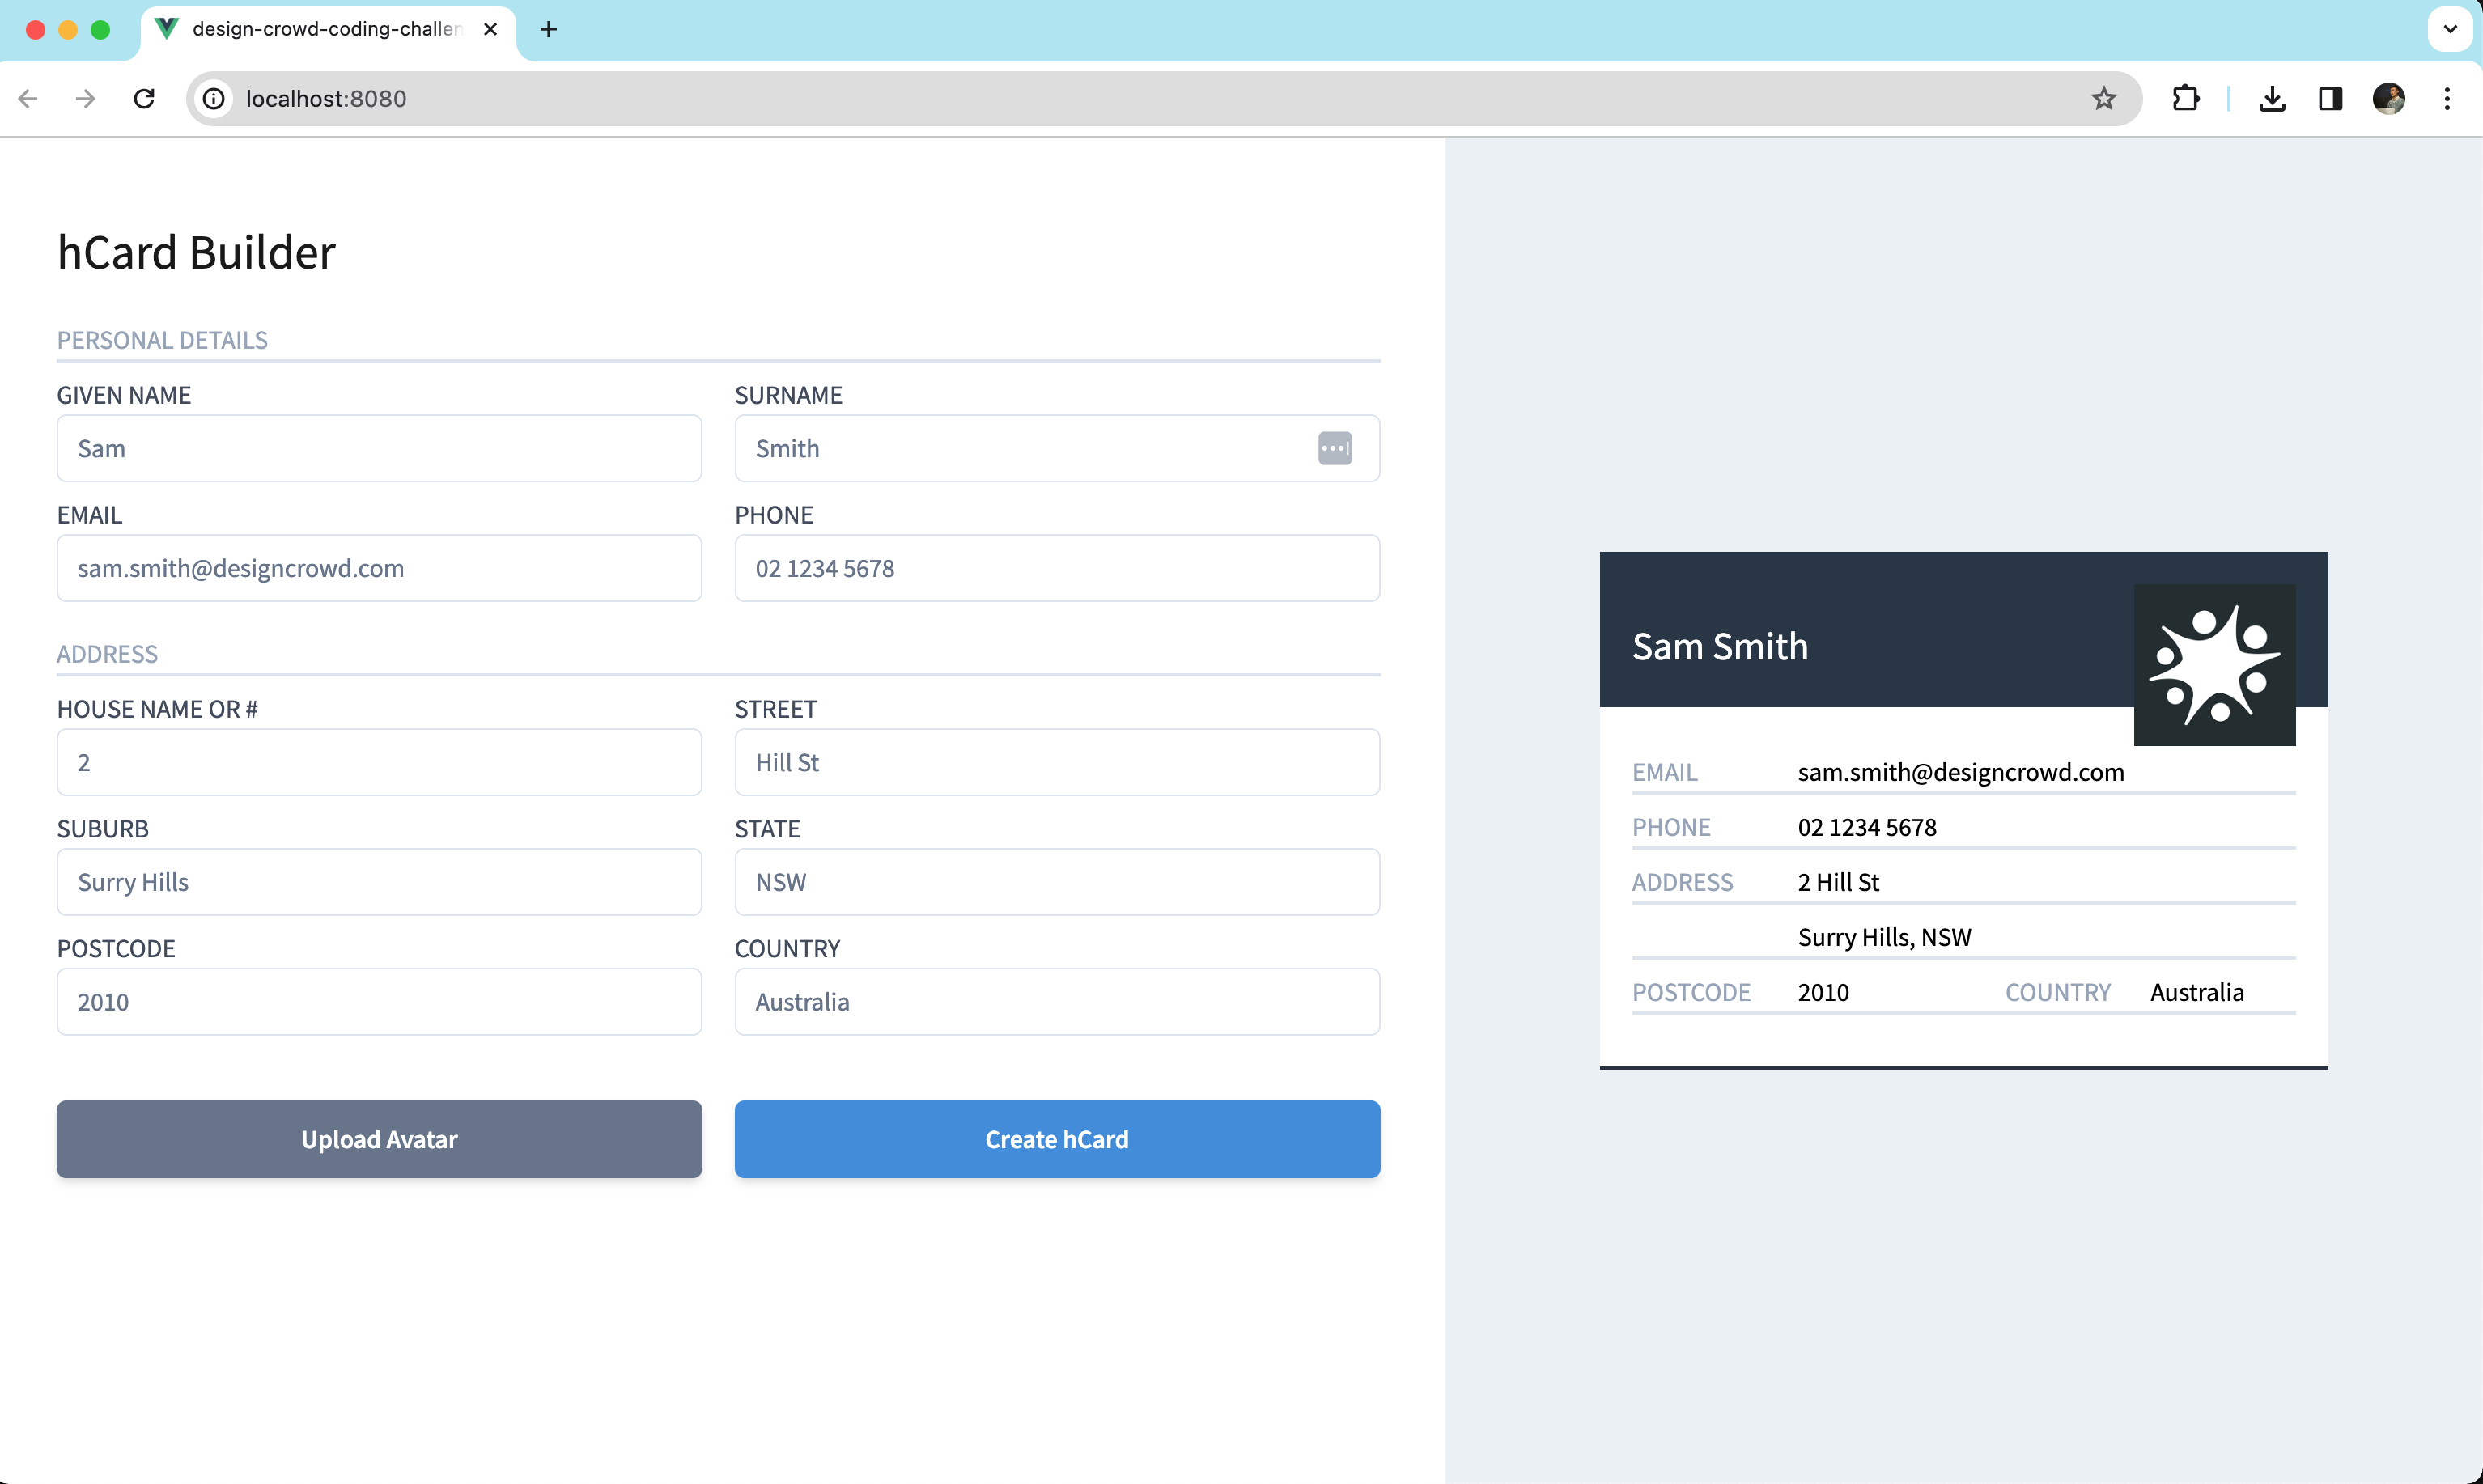 design-crowd-coding-challen
localhost:8080
hCard Builder
PERSONAL DETAILS
GIVEN NAME
SURNAME
Sam
Smith
EMAIL
PHONE
sam.smith@designcrowd.com
02 1234 5678
ADDRESS
HOUSE NAME OR #
STREET
2
Hill St
SUBURB
STATE
Surry Hills
NSW
POSTCODE
COUNTRY
2010
Australia
Upload Avatar
Create hCard
Sam Smith
EMAIL sam.smith@designcrowd.com
PHONE 02 1234 5678
ADDRESS 2 Hill St
Surry Hills, NSW
POSTCODE 2010 COUNTRY Australia